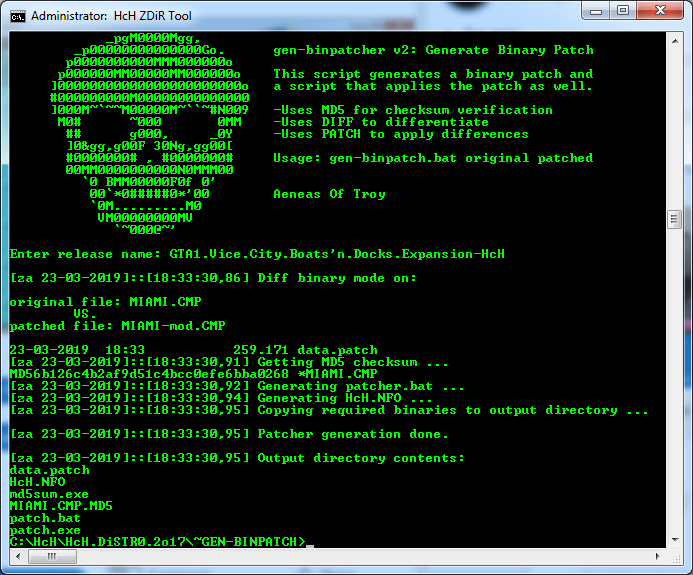 Administrator:  HcH ZDiR Tool
_pgM0000Mgg,
_p0000000000000000Go.      gen-binpatcher v2: Generate Binary Patch
p00000000000MMM000000o
p000000MM00000MM000000o    This script generates a binary patch and
]00000000000000000000000o   a script that applies the patch as well.
#000000000M00000000000000
]000M~`~~M00000M~``~#N009   -Uses MD5 for checksum verification
M0#      ~000       0MM   -Uses DIFF to differentiate
##      g000,     _0Y    -Uses PATCH to apply differences
]0&gg,g00F 30Ng,gg00[
#0000000# , #0000000#     Usage: gen-binpatch.bat original patched
00MM00000000000N0MMM00
`0 BMM00000F0f 0'
00`*0#####0*'00        Aeneas Of Troy
`0M.........M0
VM00000000MV
`~000@~'
Enter release name: GTA1.Vice.City.Boats'n.Docks.Expansion-HcH
[za 23-03-2019]::[18:33:30,86] Diff binary mode on:
original file: MIAMI.CMP
VS.
patched file: MIAMI-mod.CMP
23-03-2019  18:33           259.171 data.patch
[za 23-03-2019]::[18:33:30,91] Getting MD5 checksum ...
MD56b126c4b2af9d51c4bcc0efe6bba0268 *MIAMI.CMP
[za 23-03-2019]::[18:33:30,92] Generating patcher.bat ...
[za 23-03-2019]::[18:33:30,94] Generating HcH.NFO ...
[za 23-03-2019]::[18:33:30,95] Copying required binaries to output directory ...
[za 23-03-2019]::[18:33:30,95] Patcher generation done.
[za 23-03-2019]::[18:33:30,95] Output directory contents:
data.patch
HcH.NFO
md5sum.exe
MIAMI.CMP.MD5
patch.bat
patch.exe
C:\HcH\HcH.DiSTR0.2o17\~GEN-BINPATCH>_